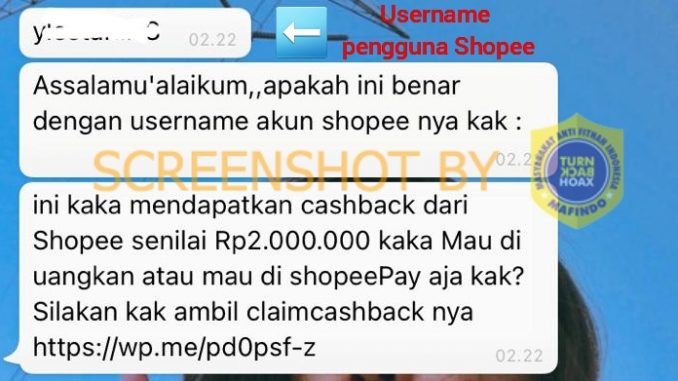 Username
pengguna Shopee
02.22
Assalamu'alaikum,,apakah ini benar
dengan username akun shopee nya kak :
02.22
SCREENSHOT BY
MASYARAKAT ANTI FITNAH INDONESIA
TURN
BACK
HOAX
MAFINDO
ini kaka mendapatkan cashback dari
Shopee senilai Rp2.000.000 kaka Mau di
uangkan atau mau di shopeePay aja kak?
Silakan kak ambil claimcashback nya
https://wp.me/pd0psf-z
02.22